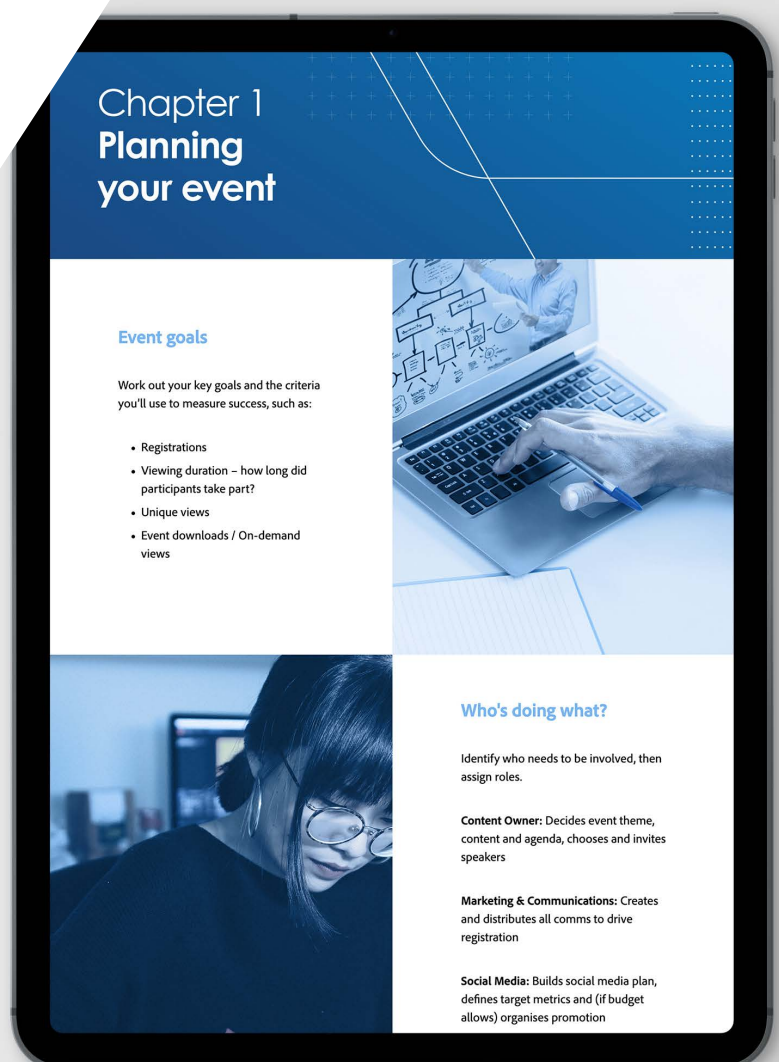 Chapter 1
Planning
your event
Event goals
Work out your key goals and the criteria
you'll use to measure success, such as:
• Registrations
• Viewing duration – how long did
participants take part?
• Unique views
• Event downloads / On-demand
views
Who's doing what?
Identify who needs to be involved, then
assign roles.
Content Owner: Decides event theme,
content and agenda, chooses and invites
speakers
Marketing & Communications: Creates
and distributes all comms to drive
registration
Social Media: Builds social media plan,
defines target metrics and (if budget
allows) organises promotion